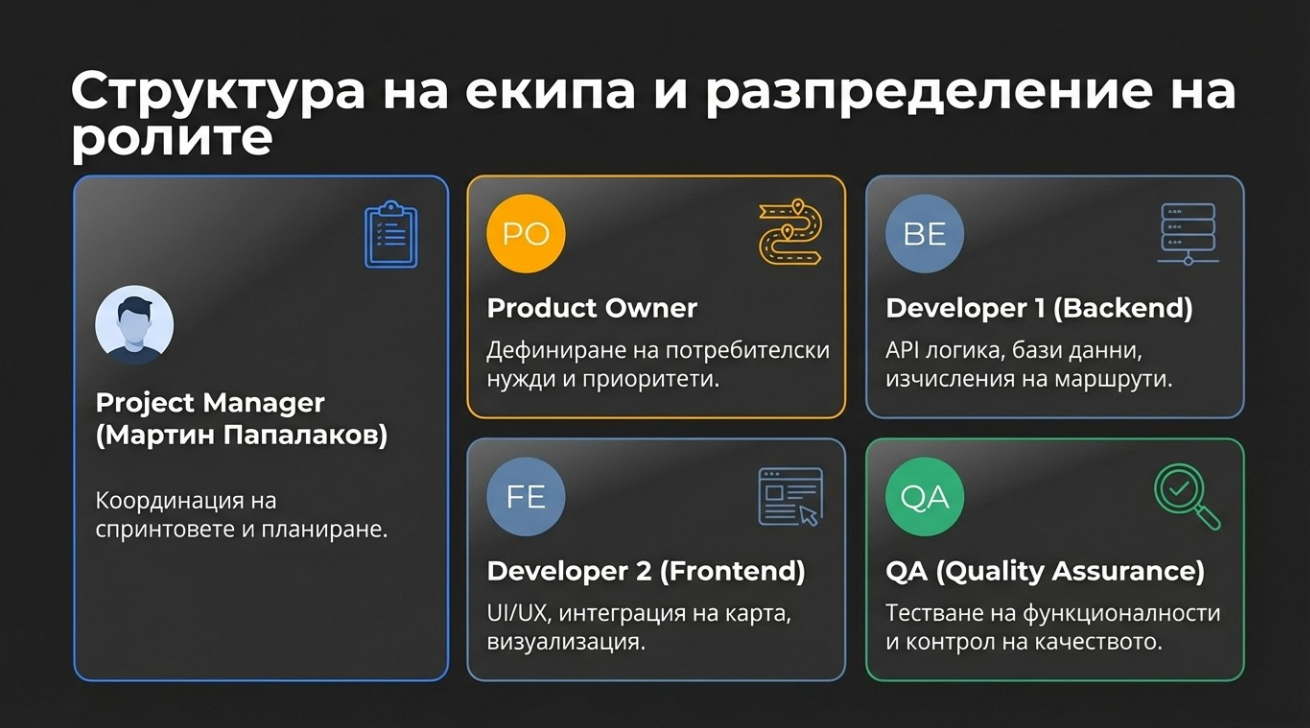 Структура на екипа и разпределение на
ролите
Project Manager
(Мартин Папалаков)
Координация на
спринтовете и планиране.
PO
Product Owner
Дефиниране на потребителски
нужди и приоритети.
BE
Developer 1 (Backend)
API логика, бази данни,
изчисления на маршрути.
FE
Developer 2 (Frontend)
UI/UX, интеграция на карта,
визуализация.
QA
QA (Quality Assurance)
Тестване на функционалности
и контрол на качеството.